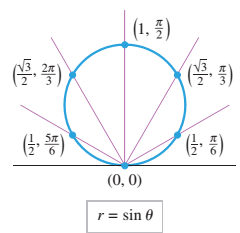 (1, π/2)
(√3/2, 2π/3)
(√3/2, π/3)
(1/2, 5π/6)
(1/2, π/6)
(0, 0)
r = sin θ